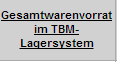 Gesamtwarenvorrat
im TBM-
Lagersystem